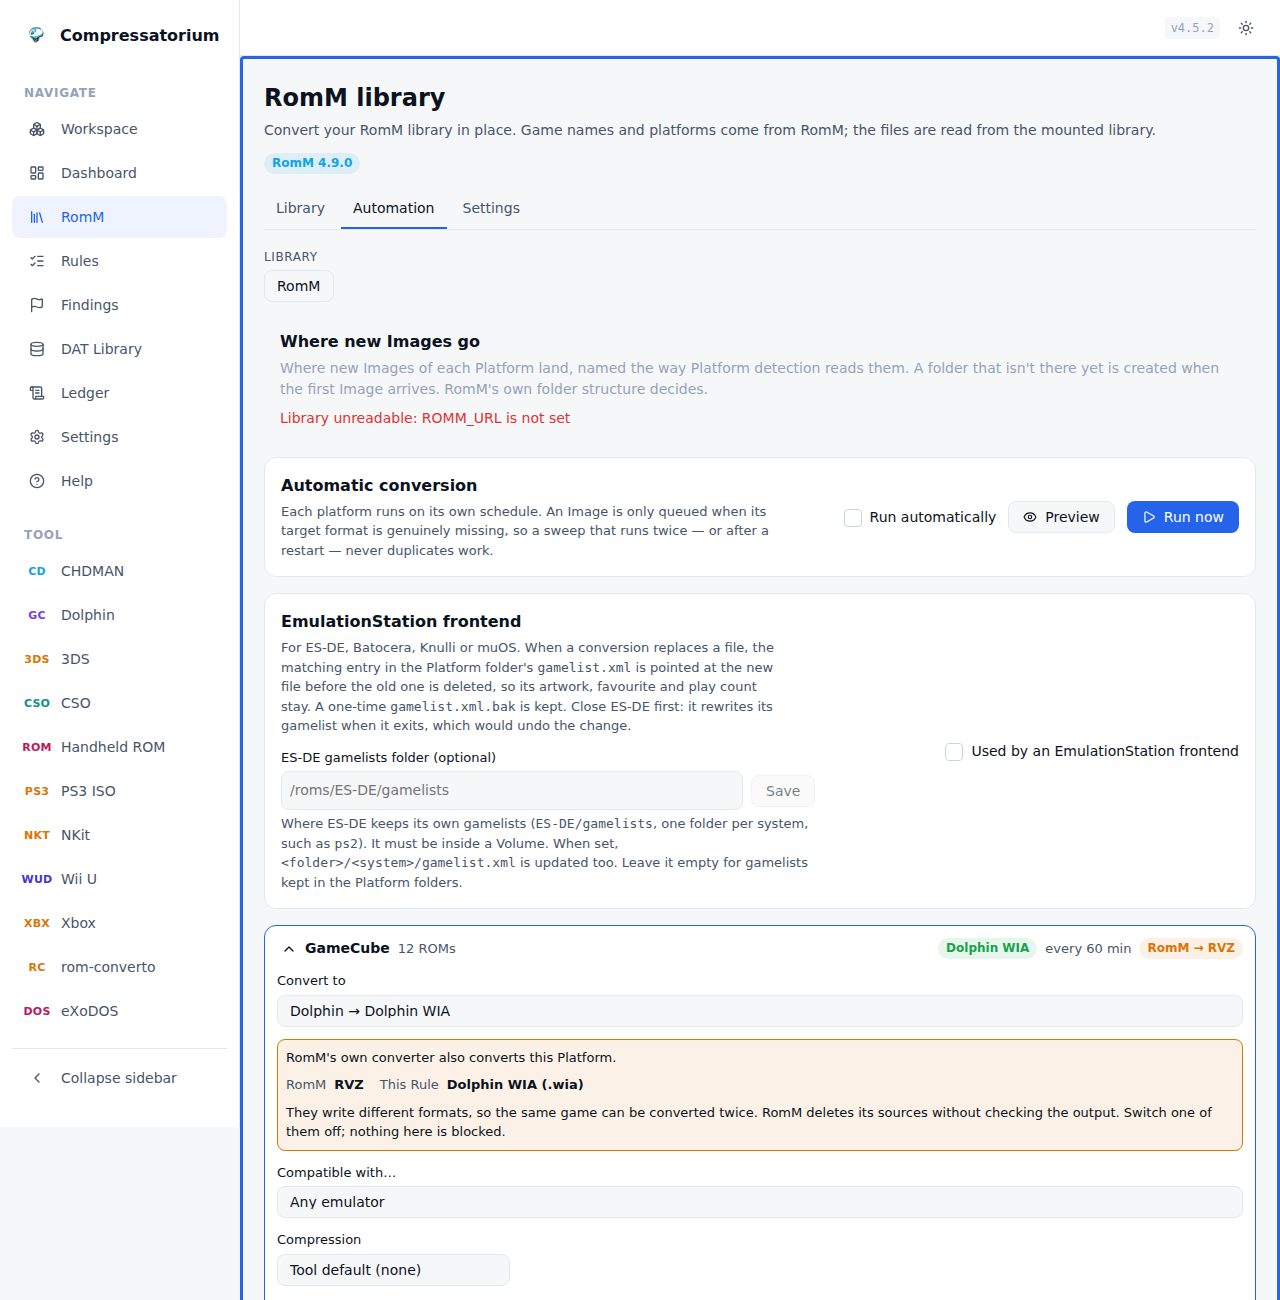 Compressatorium
v4.5.2
NAVIGATE
Workspace
Dashboard
RomM
Rules
Findings
DAT Library
Ledger
Settings
Help
TOOL
CD CHDMAN
GC Dolphin
3DS 3DS
CSO CSO
ROM Handheld ROM
PS3 PS3 ISO
NKT NKit
WUD Wii U
XBX Xbox
RC rom-converto
DOS eXoDOS
Collapse sidebar
RomM library
Convert your RomM library in place. Game names and platforms come from RomM; the files are read from the mounted library.
RomM 4.9.0
Library Automation Settings
LIBRARY
RomM
Where new Images go
Where new Images of each Platform land, named the way Platform detection reads them. A folder that isn't there yet is created when
the first Image arrives. RomM's own folder structure decides.
Library unreadable: ROMM_URL is not set
Automatic conversion
Each platform runs on its own schedule. An Image is only queued when its
target format is genuinely missing, so a sweep that runs twice — or after a
restart — never duplicates work.
Run automatically Preview Run now
EmulationStation frontend
For ES-DE, Batocera, Knulli or muOS. When a conversion replaces a file, the
matching entry in the Platform folder's gamelist.xml is pointed at the new
file before the old one is deleted, so its artwork, favourite and play count
stay. A one-time gamelist.xml.bak is kept. Close ES-DE first: it rewrites its
gamelist when it exits, which would undo the change.
ES-DE gamelists folder (optional)
/roms/ES-DE/gamelists Save
Where ES-DE keeps its own gamelists (ES-DE/gamelists, one folder per system,
such as ps2). It must be inside a Volume. When set,
<folder>/<system>/gamelist.xml is updated too. Leave it empty for gamelists
kept in the Platform folders.
Used by an EmulationStation frontend
GameCube 12 ROMs Dolphin WIA every 60 min RomM → RVZ
Convert to
Dolphin → Dolphin WIA
RomM's own converter also converts this Platform.
RomM RVZ This Rule Dolphin WIA (.wia)
They write different formats, so the same game can be converted twice. RomM deletes its sources without checking the output. Switch one of
them off; nothing here is blocked.
Compatible with…
Any emulator
Compression
Tool default (none)